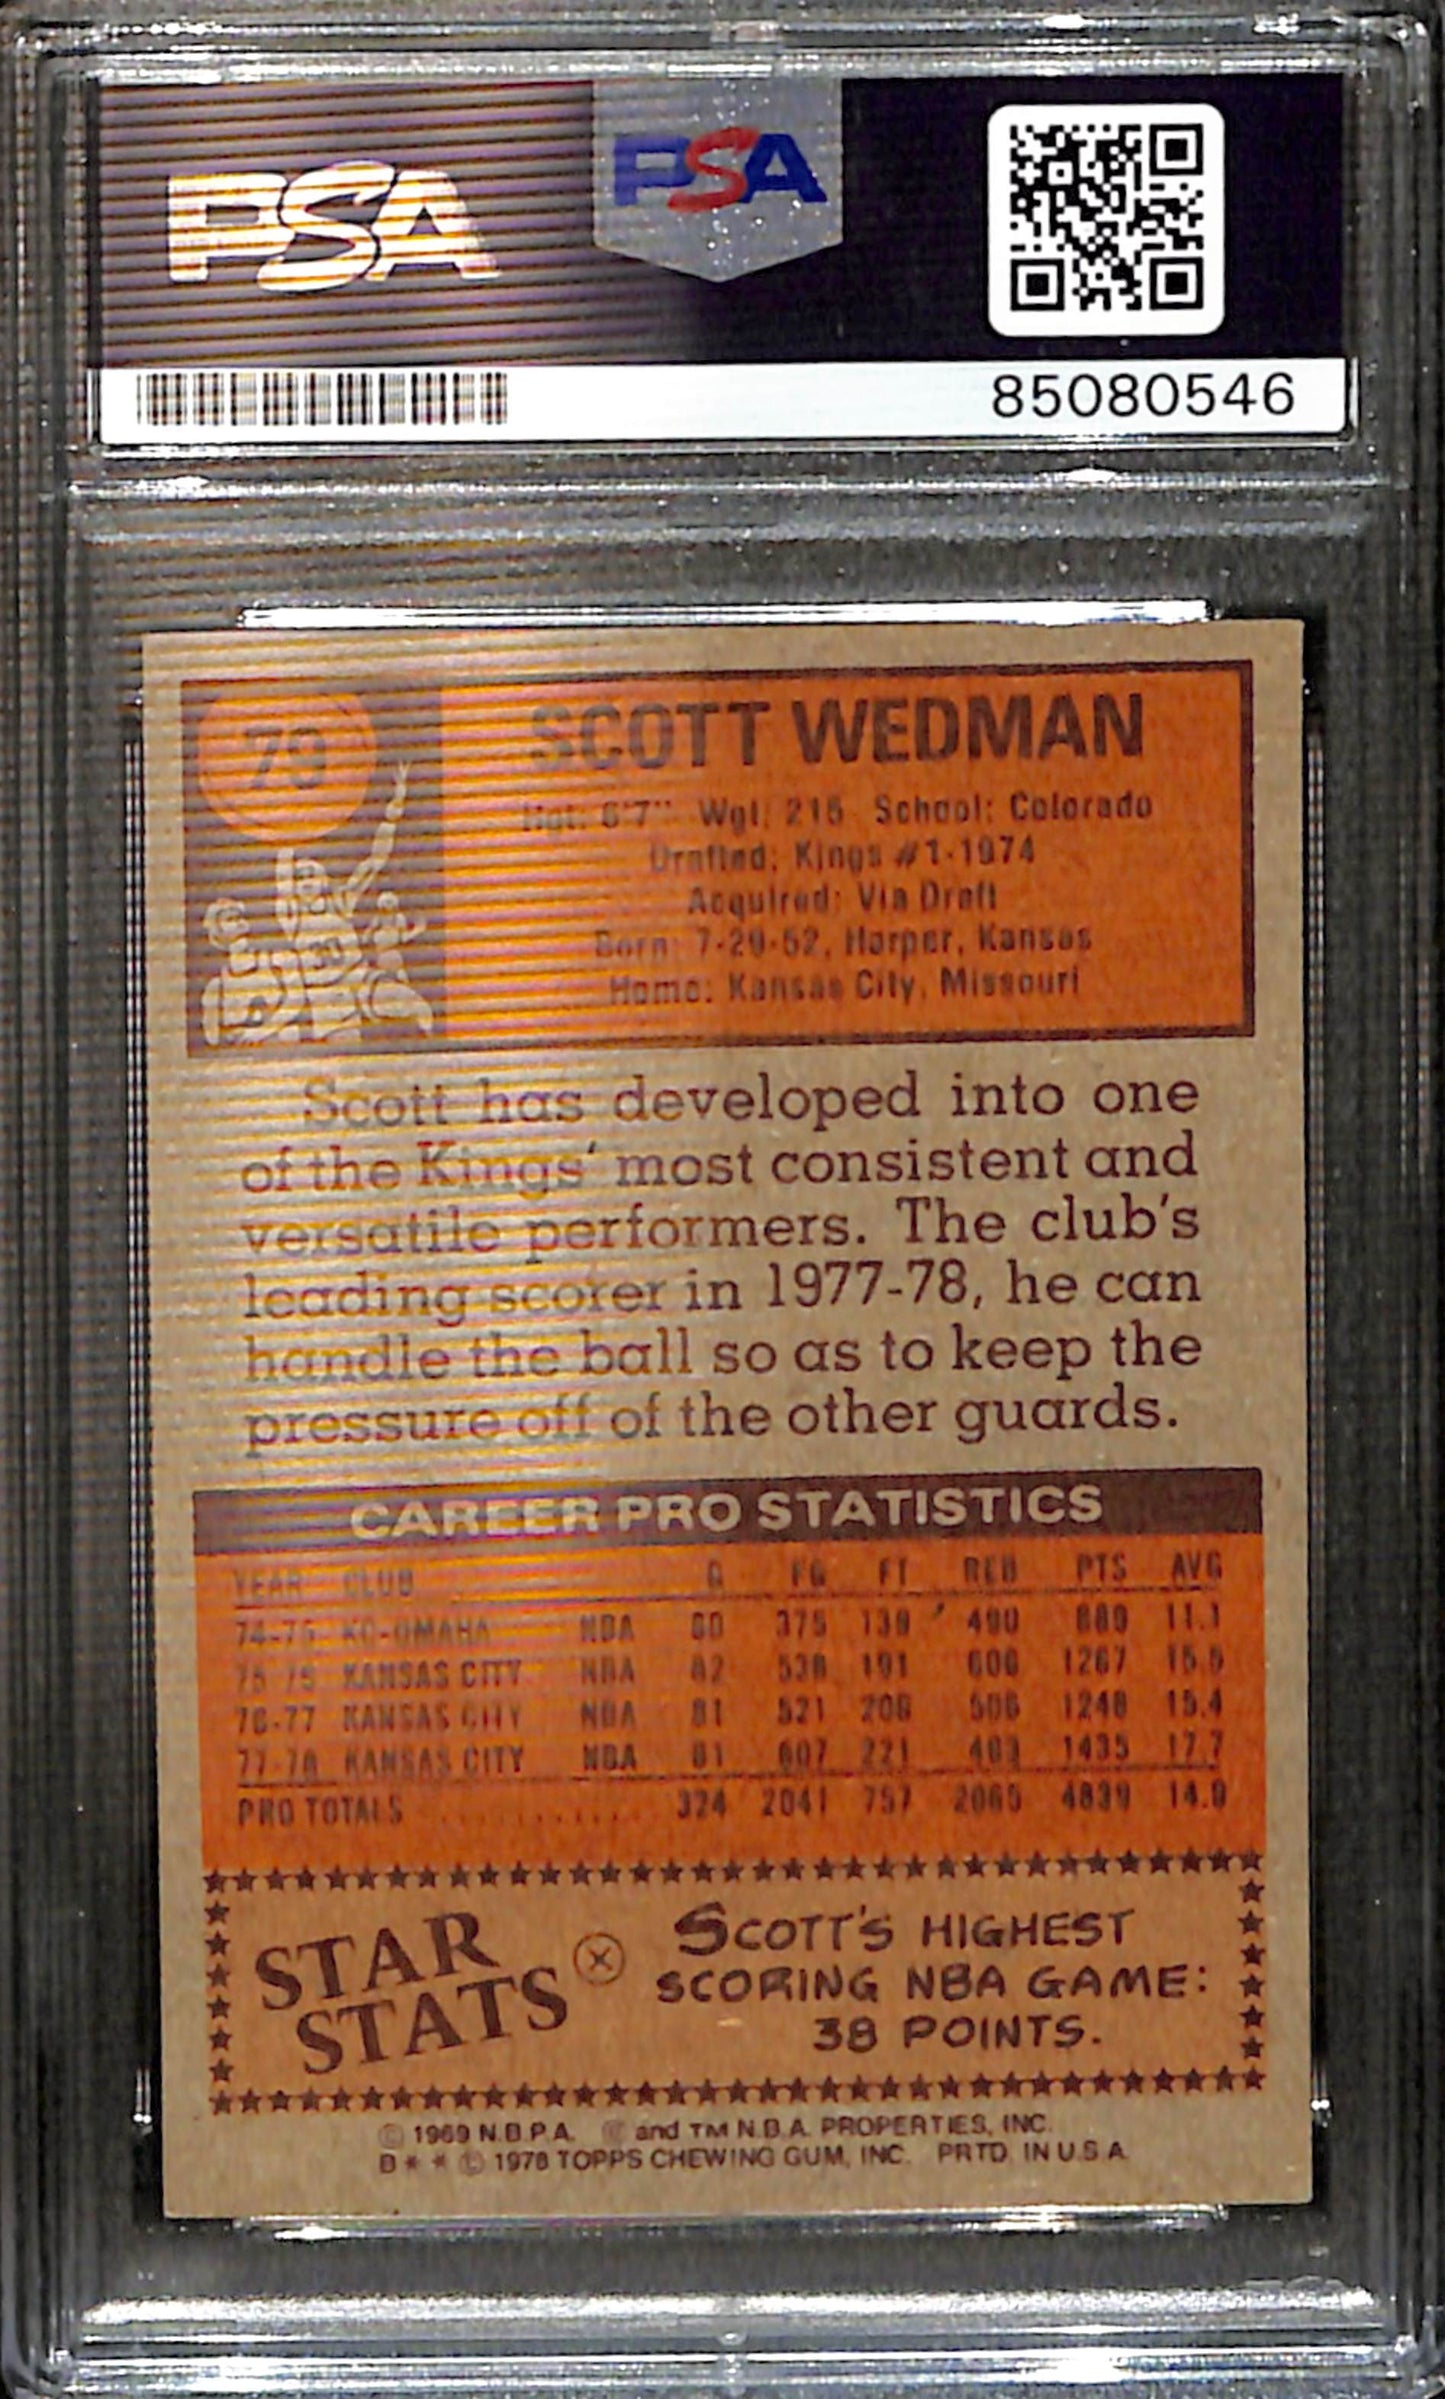 PSA
PSA
85080546
79
SCOTT WEDMAN
Hgt: 6'7" Wgt: 215 School: Colorado
Drafted: Kings #1-1974
Acquired: Via Draft
Born: 7-29-52, Harper, Kansas
Home: Kansas City, Missouri
Scott has developed into one
of the Kings' most consistent and
versatile performers. The club's
leading scorer in 1977-78, he can
handle the ball so as to keep the
pressure off of the other guards.
CAREER PRO STATISTICS
YEAR CLUB G FG FT REB PTS AVG
74-75 KC-OMAHA NBA 80 375 139 490 889 11.1
75-76 KANSAS CITY NBA 82 538 191 606 1267 15.5
76-77 KANSAS CITY NBA 81 521 206 506 1248 15.4
77-78 KANSAS CITY NBA 81 607 221 463 1435 17.7
PRO TOTALS ............ 324 2041 757 2065 4839 14.9
STAR
STATS
SCOTT'S HIGHEST
SCORING NBA GAME:
38 POINTS.
© 1969 N.B.P.A. © and TM N.B.A. PROPERTIES, INC.
B * * © 1978 TOPPS CHEWING GUM, INC. PRTD. IN U.S.A.